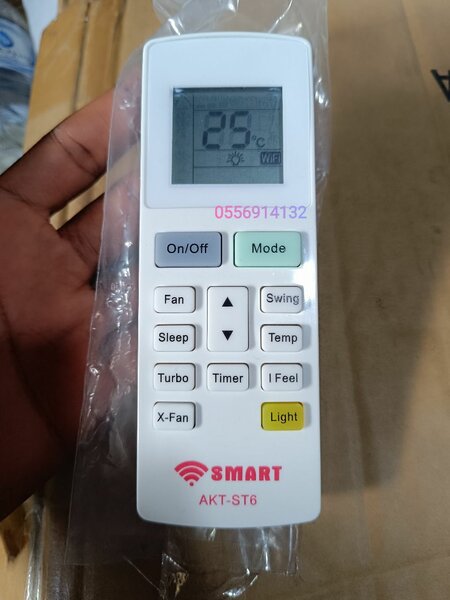 25°C
WiFi
0556914132
On/Off
Mode
Fan
Swing
Sleep
Temp
Turbo
Timer
I Feel
X-Fan
Light
SMART
AKT-ST6